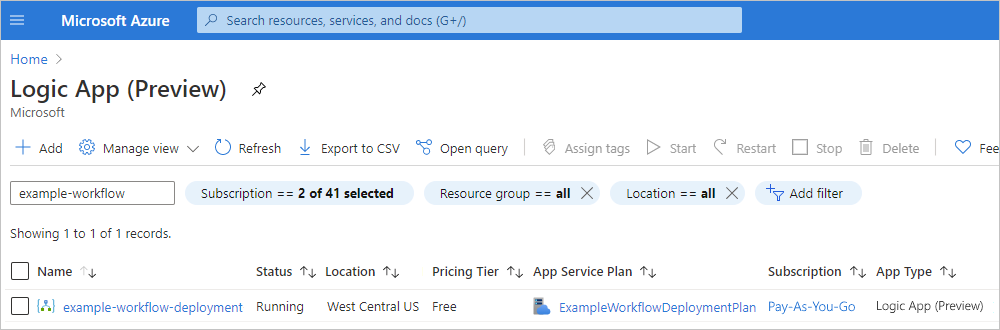 Microsoft Azure Search resources, services, and docs (G+/)
Home >
Logic App (Preview)
Microsoft
Add Manage view Refresh Export to CSV Open query Assign tags Start Restart Stop Delete Fee
example-workflow Subscription == 2 of 41 selected Resource group == all Location == all Add filter
Showing 1 to 1 of 1 records.
Name Status Location Pricing Tier App Service Plan Subscription App Type
example-workflow-deployment Running West Central US Free ExampleWorkflowDeploymentPlan Pay-As-You-Go Logic App (Preview)